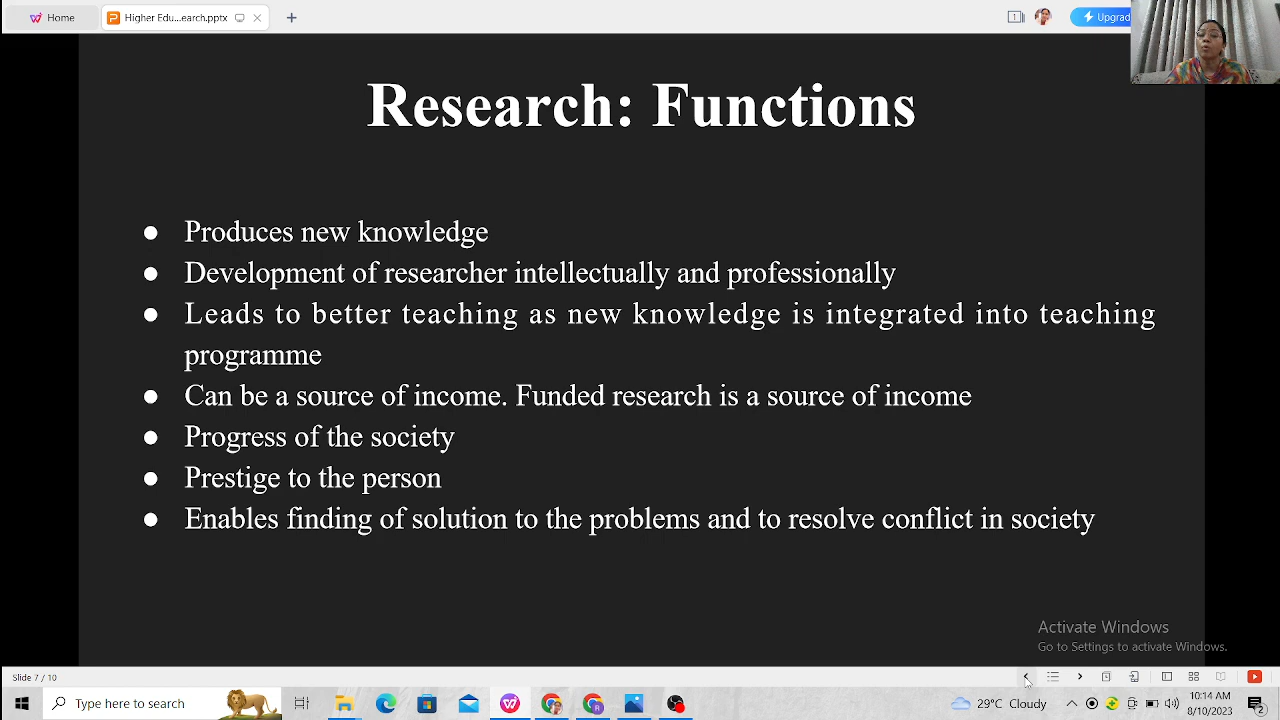 Home
Higher Edu...earch.pptx
1
Upgrad
Research: Functions
● Produces new knowledge
● Development of researcher intellectually and professionally
● Leads to better teaching as new knowledge is integrated into teaching
programme
● Can be a source of income. Funded research is a source of income
● Progress of the society
● Prestige to the person
● Enables finding of solution to the problems and to resolve conflict in society
Activate Windows
Go to Settings to activate Windows.
Slide 7 / 10
Type here to search
29°C Cloudy
10:14 AM
8/10/2023
2